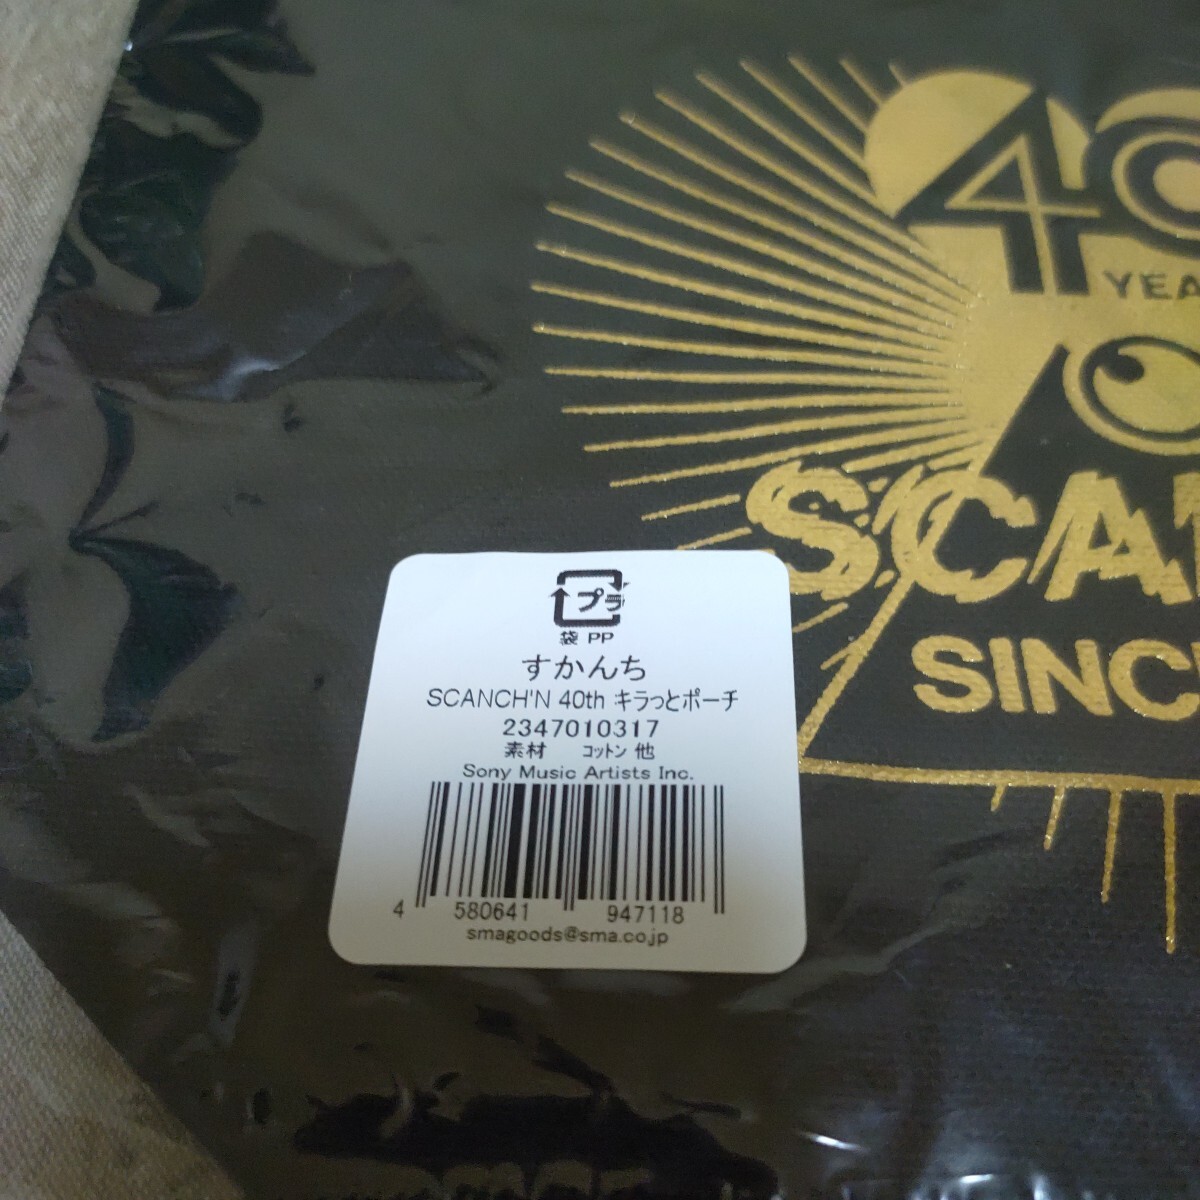 40
YEA
SCAN
SINC
プラ
袋 PP
すかんち
SCANCH'N 40th キラっとポーチ
2347010317
素材 コットン 他
Sony Music Artists Inc.
4 580641 947118
smagoods@sma.co.jp